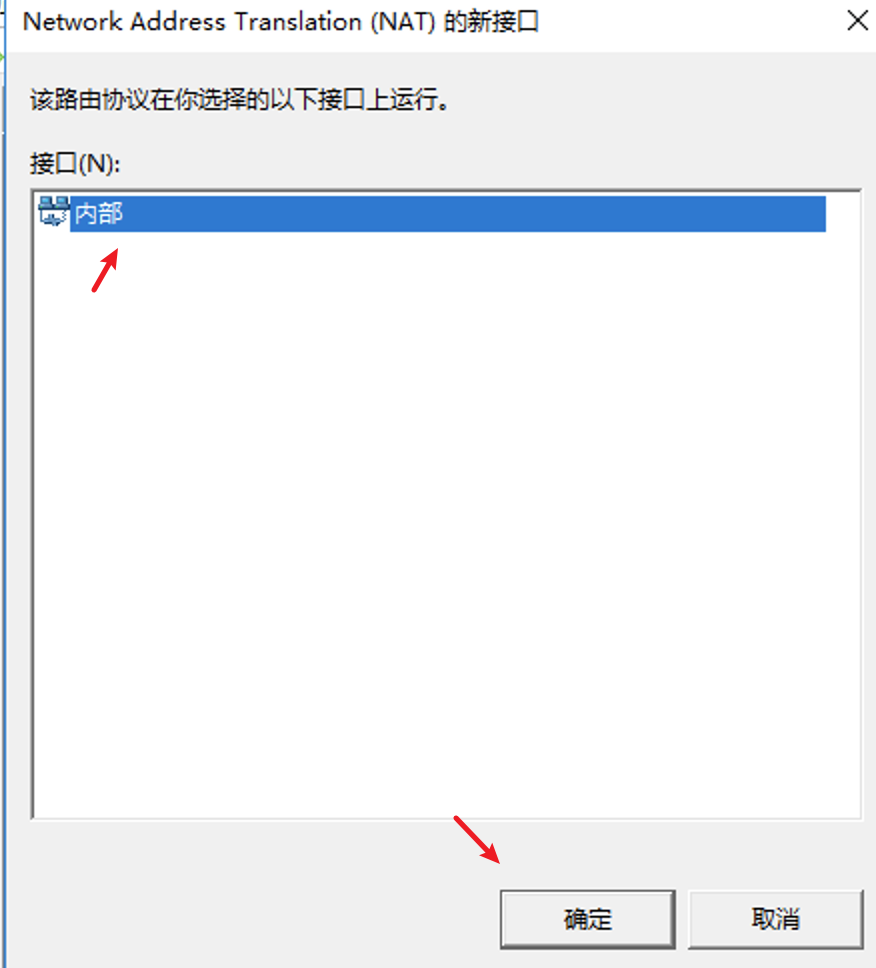 Network Address Translation (NAT) 的新接口
该路由协议在你选择的以下接口上运行。
接口(N):
内部
确定
取消